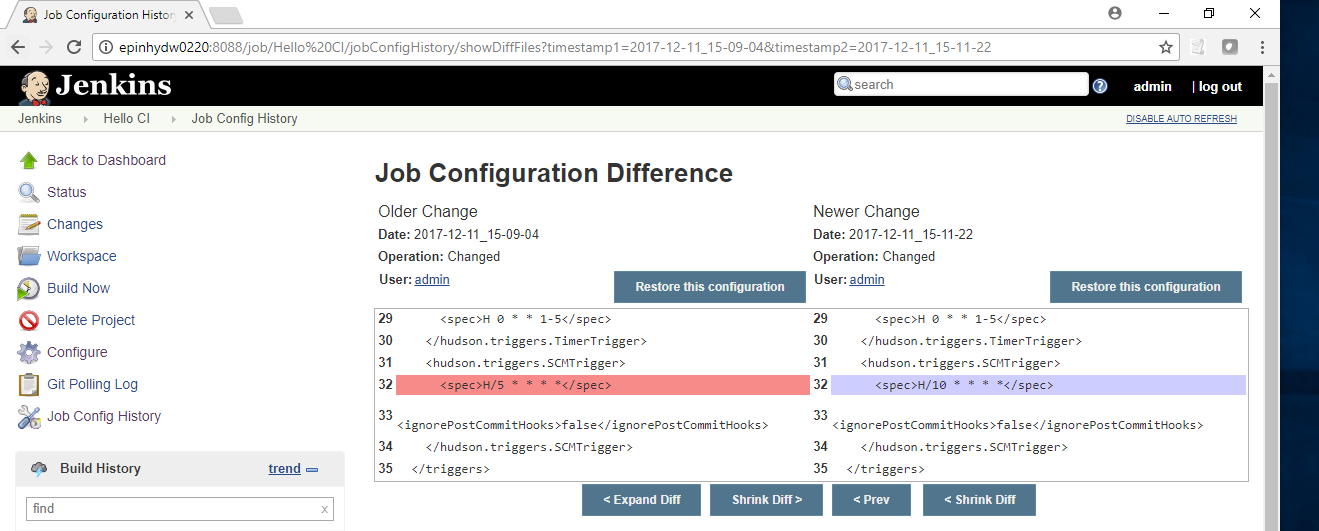 Job Configuration Histor
epinhydw0220:8088/job/Hello%20CI/jobConfigHistory/showDiffFiles?timestamp1=2017-12-11_15-09-04&timestamp2=2017-12-11_15-11-22
Jenkins
search
admin
| log out
Jenkins
Hello CI
Job Config History
DISABLE AUTO REFRESH
Back to Dashboard
Status
Changes
Workspace
Build Now
Delete Project
Configure
Git Polling Log
Job Config History
Build History
trend
find
x
Job Configuration Difference
Older Change
Date: 2017-12-11_15-09-04
Operation: Changed
User: admin
Restore this configuration
Newer Change
Date: 2017-12-11_15-11-22
Operation: Changed
User: admin
Restore this configuration
29 <spec>H 0 * * 1-5</spec>
30 </hudson.triggers.TimerTrigger>
31 <hudson.triggers.SCMTrigger>
32 <spec>H/5 * * * *</spec>
33
<ignorePostCommitHooks>false</ignorePostCommitHooks>
34 </hudson.triggers.SCMTrigger>
35 </triggers>
29 <spec>H 0 * * 1-5</spec>
30 </hudson.triggers.TimerTrigger>
31 <hudson.triggers.SCMTrigger>
32 <spec>H/10 * * * *</spec>
33
<ignorePostCommitHooks>false</ignorePostCommitHooks>
34 </hudson.triggers.SCMTrigger>
35 </triggers>
< Expand Diff
Shrink Diff >
< Prev
< Shrink Diff